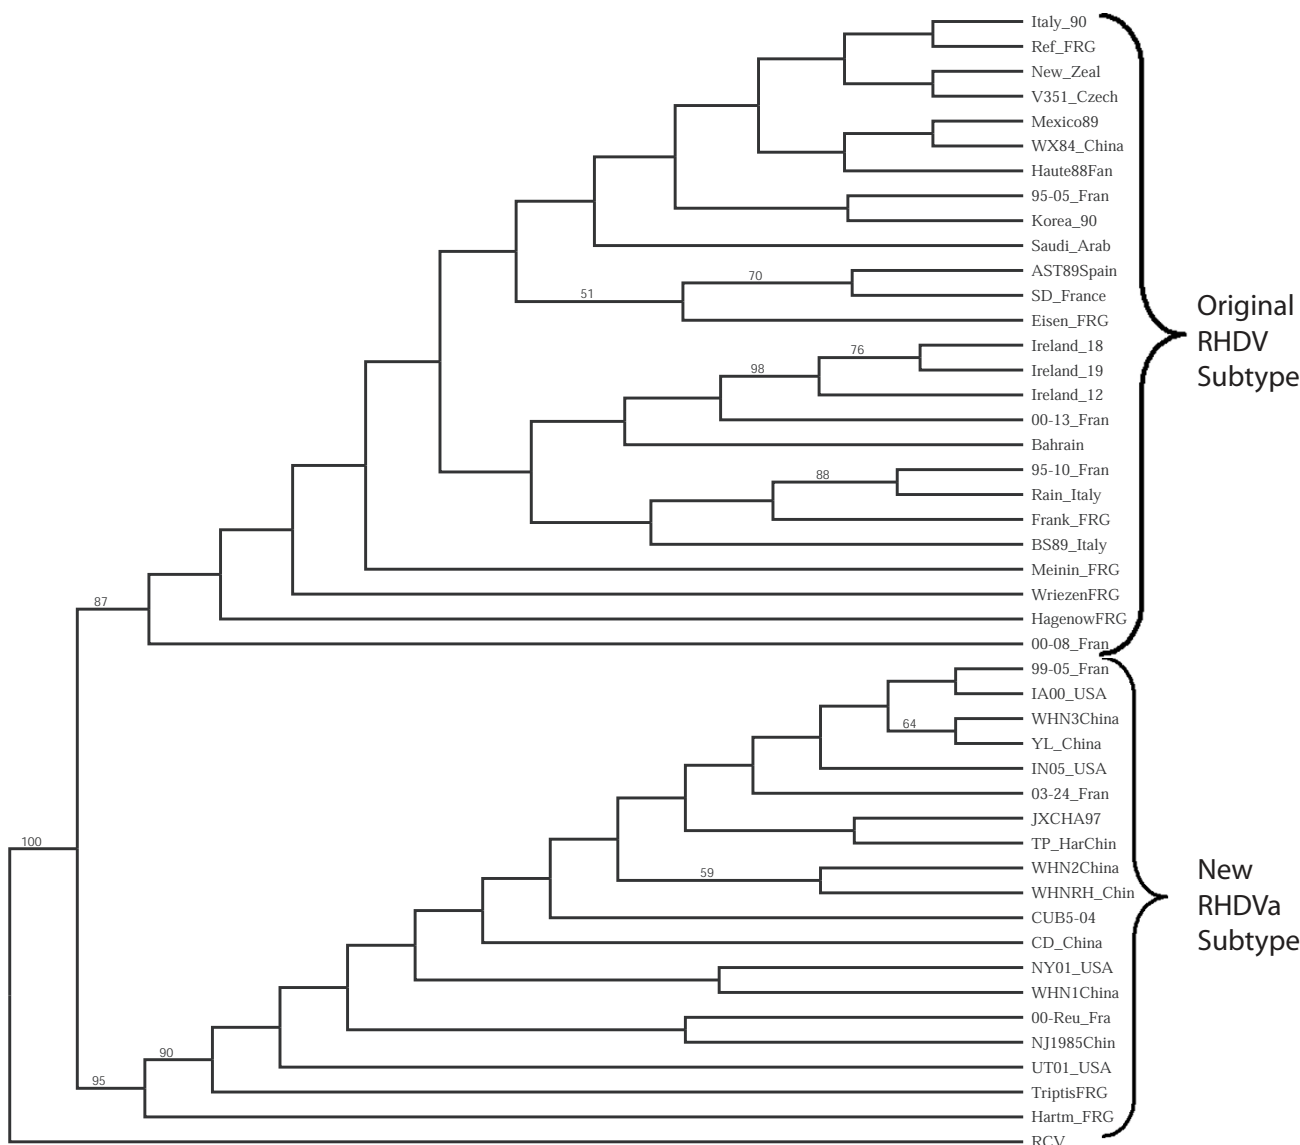 Italy_90
Ref_FRG
New_Zeal
V351_Czech
Mexico89
WX84_China
Haute88Fan
95-05_Fran
Korea_90
Saudi_Arab
AST89Spain
70
SD_France
51
Eisen_FRG
Original
RHDV
Subtype
Ireland_18
76
Ireland_19
98
Ireland_12
00-13_Fran
Bahrain
95-10_Fran
88
Rain_Italy
Frank_FRG
BS89_Italy
Meinin_FRG
WriezenFRG
87
HagenowFRG
00-08_Fran
99-05_Fran
IA00_USA
WHN3China
64
YL_China
IN05_USA
03-24_Fran
JXCHA97
TP_HarChin
100
WHN2China
59
WHNRH_Chin
New
RHDVa
Subtype
CUB5-04
CD_China
NY01_USA
WHN1China
00-Reu_Fra
NJ1985Chin
90
UT01_USA
95
TriptisFRG
Hartm_FRG
RCV